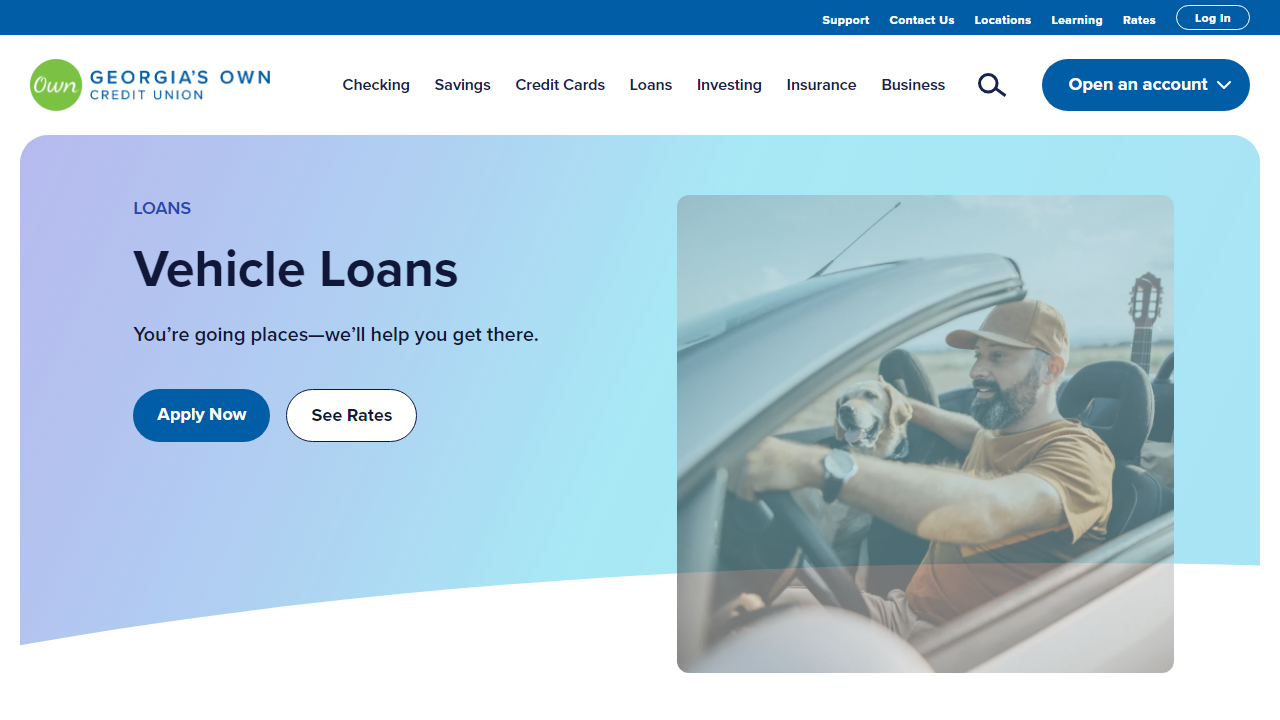 Support Contact Us Locations Learning Rates Log In
Own GEORGIA'S OWN
CREDIT UNION
Checking Savings Credit Cards Loans Investing Insurance Business Open an account
LOANS
Vehicle Loans
You’re going places—we’ll help you get there.
Apply Now See Rates